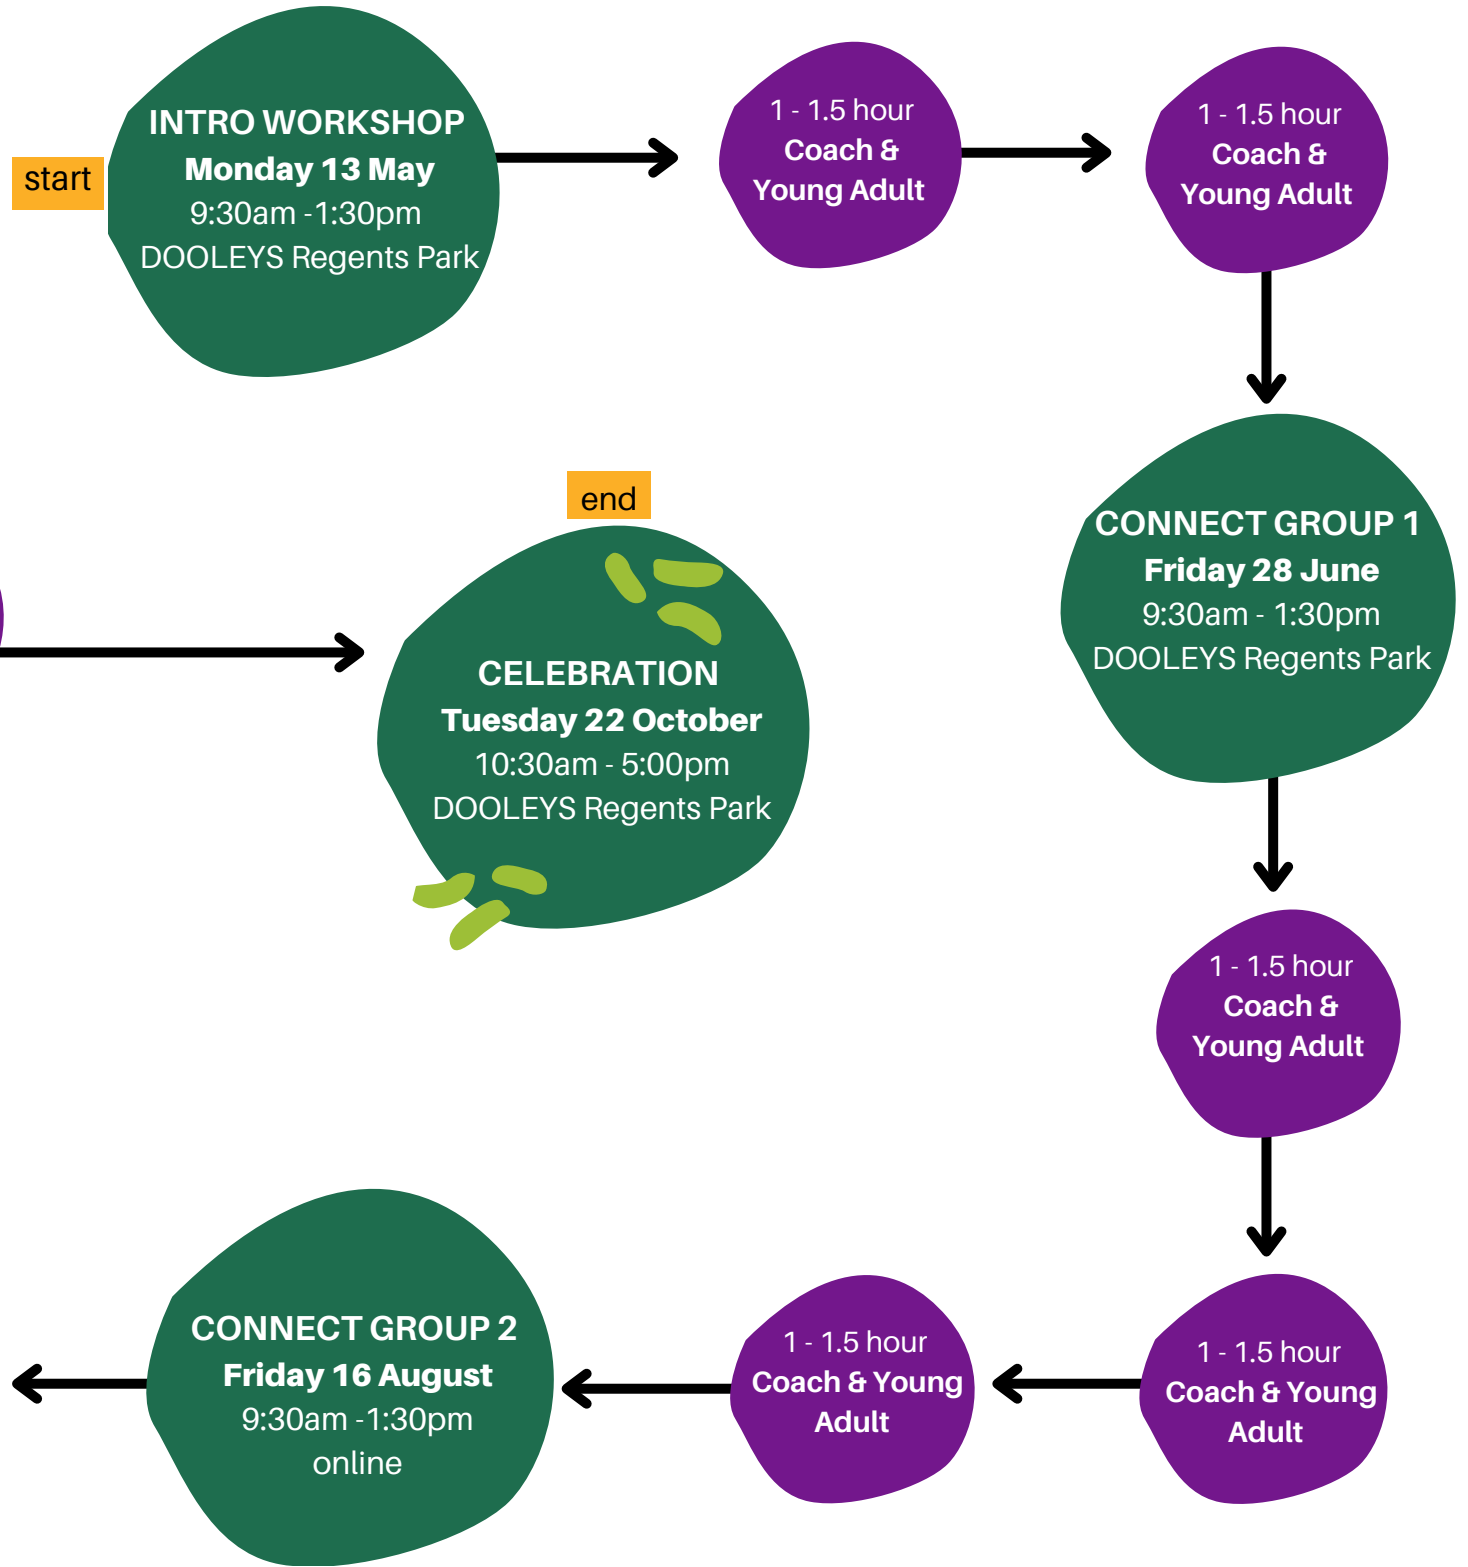 start
INTRO WORKSHOP
Monday 13 May
9:30am -1:30pm
DOOLEYS Regents Park
1 - 1.5 hour
Coach &
Young Adult
1 - 1.5 hour
Coach &
Young Adult
CONNECT GROUP 1
Friday 28 June
9:30am - 1:30pm
DOOLEYS Regents Park
1 - 1.5 hour
Coach &
Young Adult
1 - 1.5 hour
Coach & Young
Adult
1 - 1.5 hour
Coach & Young
Adult
CONNECT GROUP 2
Friday 16 August
9:30am -1:30pm
online
end
CELEBRATION
Tuesday 22 October
10:30am - 5:00pm
DOOLEYS Regents Park